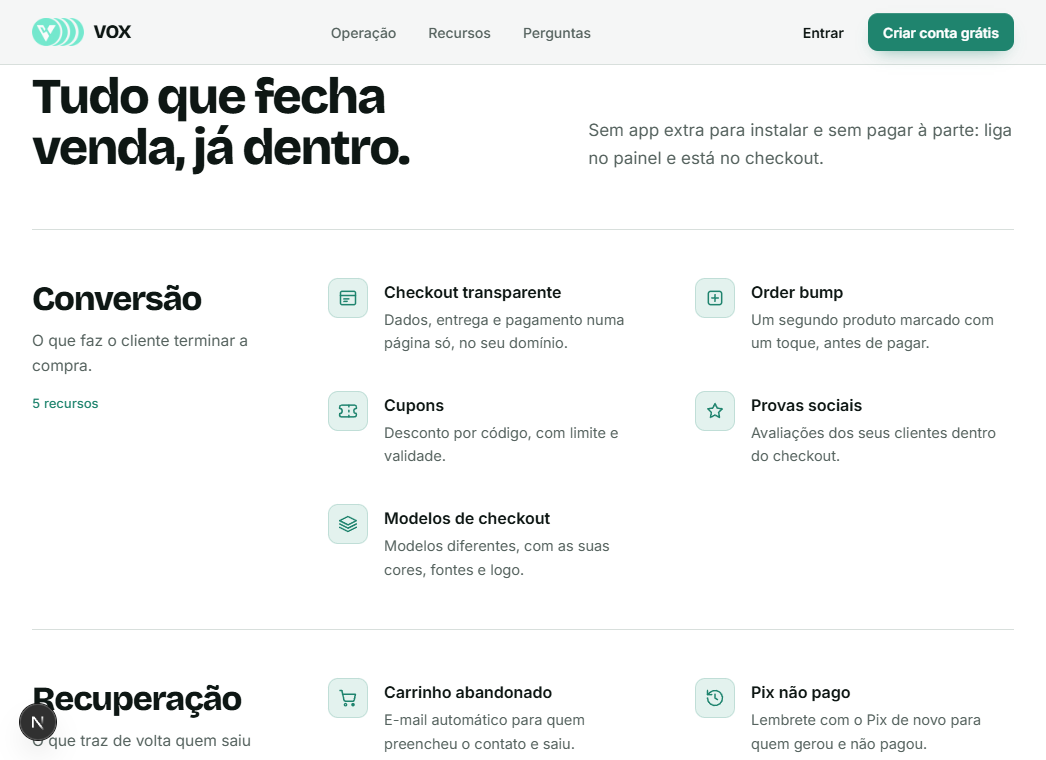 VOX
Operação
Recursos
Perguntas
Entrar
Criar conta grátis
Tudo que fecha
venda, já dentro.
Sem app extra para instalar e sem pagar à parte: liga
no painel e está no checkout.
Conversão
O que faz o cliente terminar a
compra.
5 recursos
Checkout transparente
Dados, entrega e pagamento numa
página só, no seu domínio.
Order bump
Um segundo produto marcado com
um toque, antes de pagar.
Cupons
Desconto por código, com limite e
validade.
Provas sociais
Avaliações dos seus clientes dentro
do checkout.
Modelos de checkout
Modelos diferentes, com as suas
cores, fontes e logo.
Recuperação
O que traz de volta quem saiu
N
Carrinho abandonado
E-mail automático para quem
preencheu o contato e saiu.
Pix não pago
Lembrete com o Pix de novo para
quem gerou e não pagou.